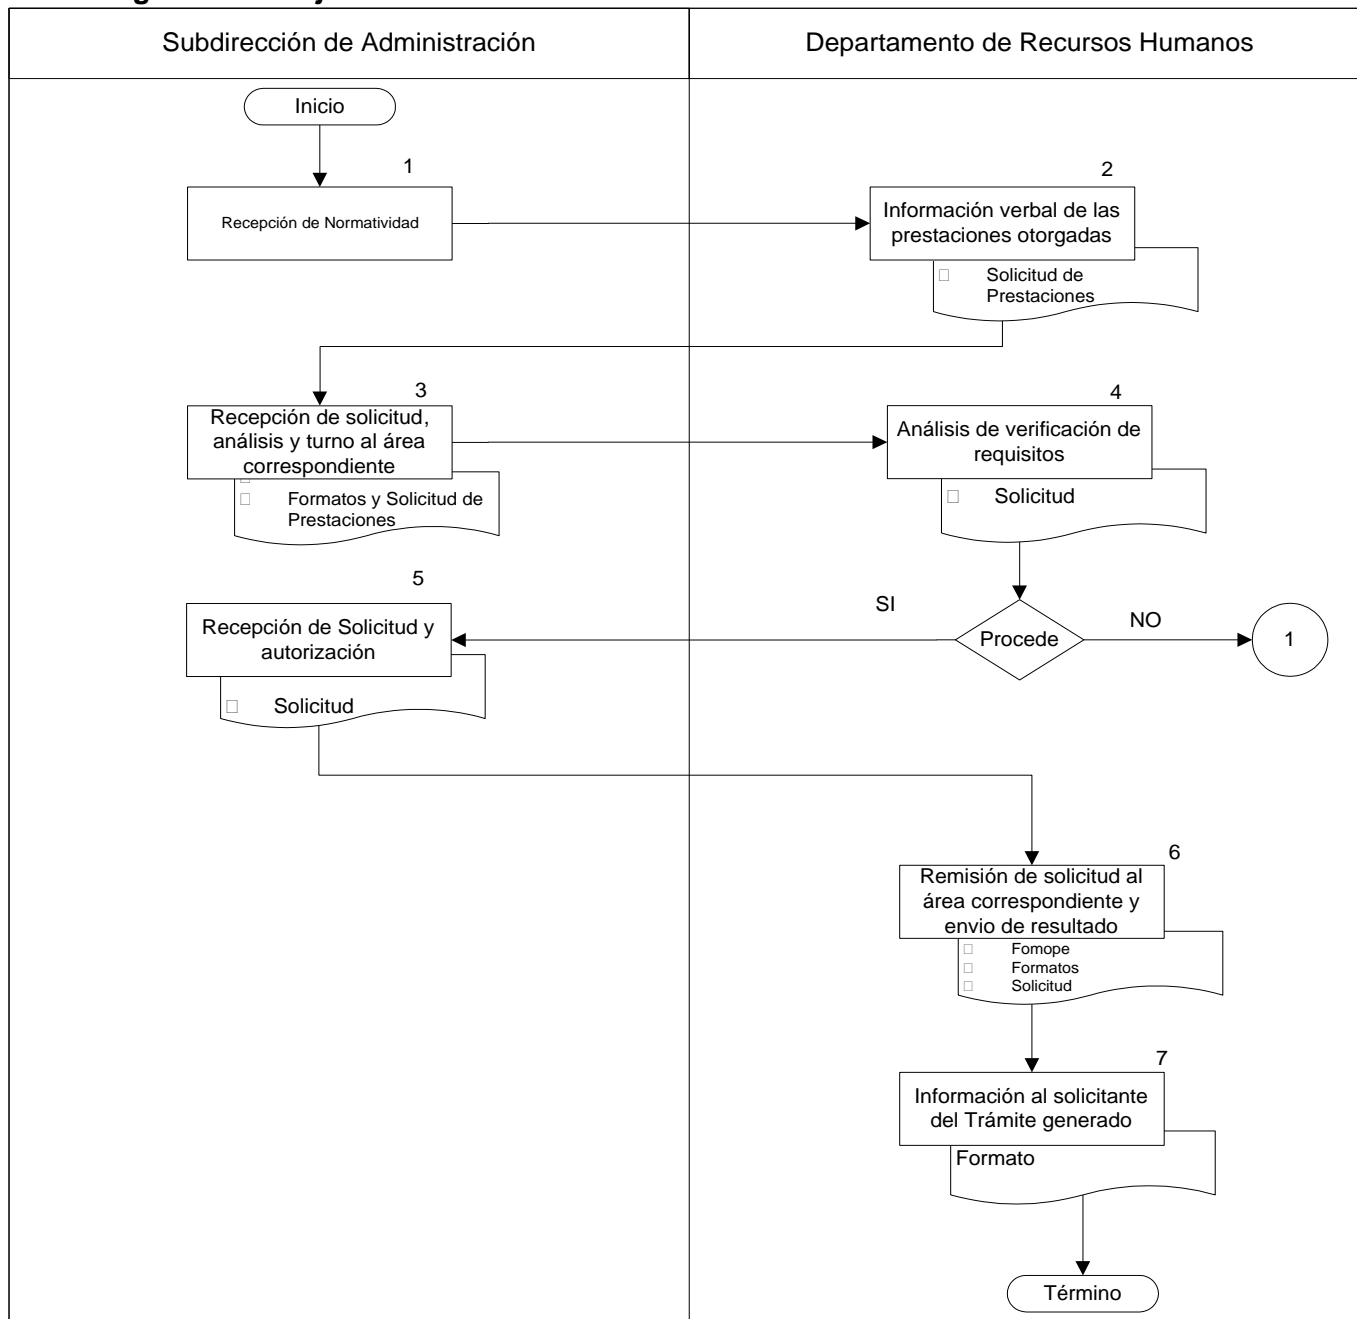 Subdirección de Administración
Departamento de Recursos Humanos
Inicio
1
Recepción de Normatividad
2
Información verbal de las
prestaciones otorgadas
Solicitud de
Prestaciones
3
Recepción de solicitud,
análisis y turno al área
correspondiente
Formatos y Solicitud de
Prestaciones
4
Análisis de verificación de
requisitos
Solicitud
5
Recepción de Solicitud y
autorización
Solicitud
SI
Procede
NO
1
6
Remisión de solicitud al
área correspondiente y
envio de resultado
Fomope
Formatos
Solicitud
7
Información al solicitante
del Trámite generado
Formato
Término